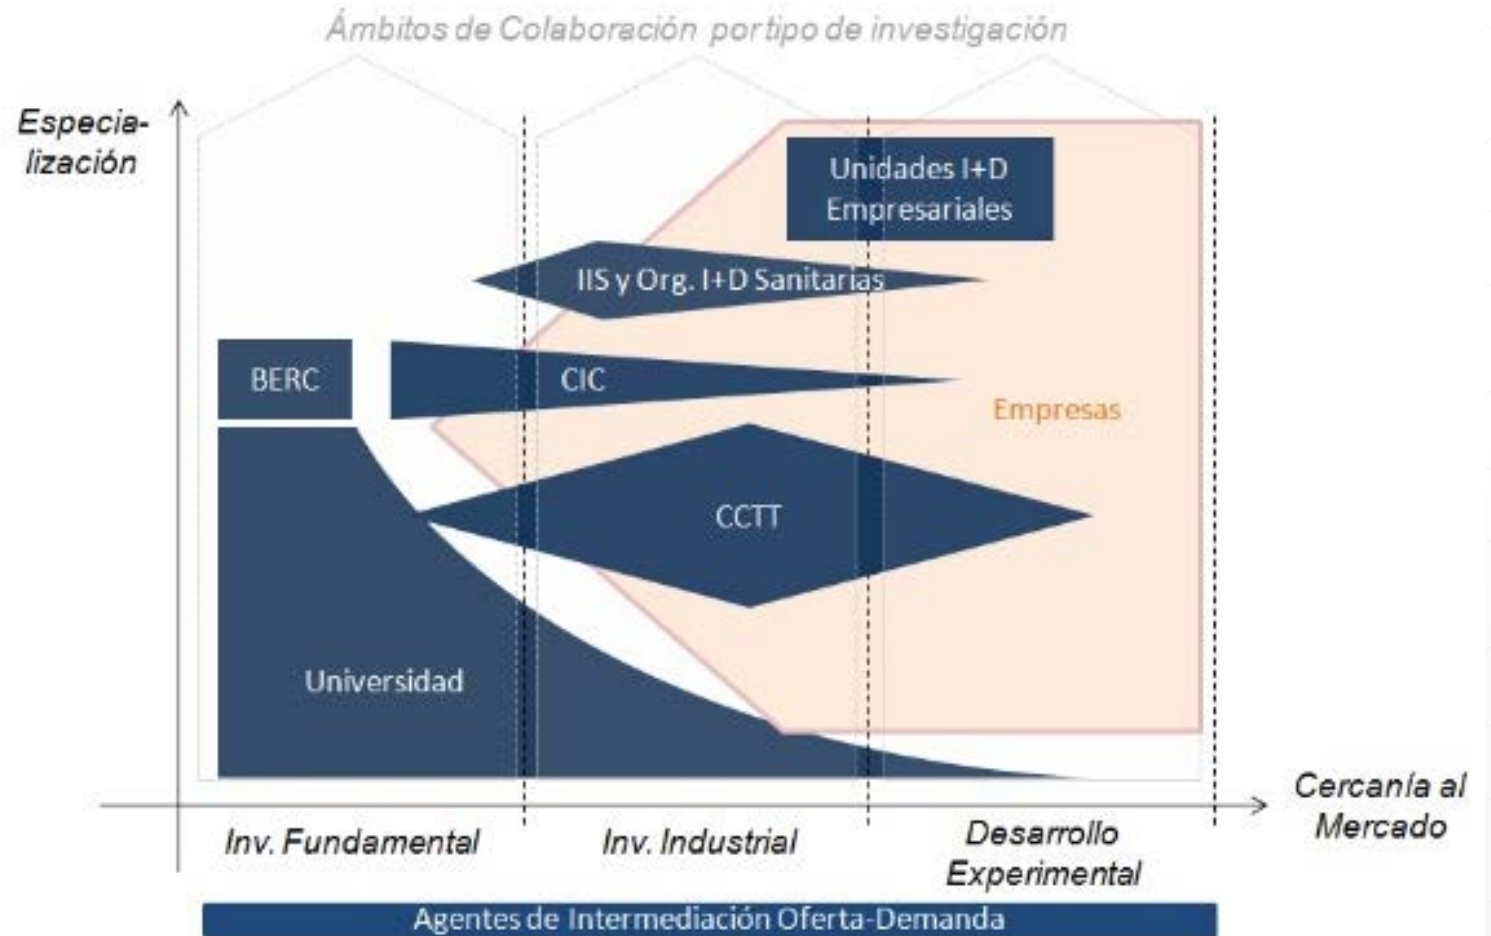 Ámbitos de Colaboración por tipo de investigación
Especia-
lización
Unidades I+D
Empresariales
IIS y Org. I+D Sanitarias
BERC
CIC
Empresas
CCTT
Universidad
Cercanía al
Mercado
Inv. Fundamental
Inv. Industrial
Desarrollo
Experimental
Agentes de Intermediación Oferta-Demanda